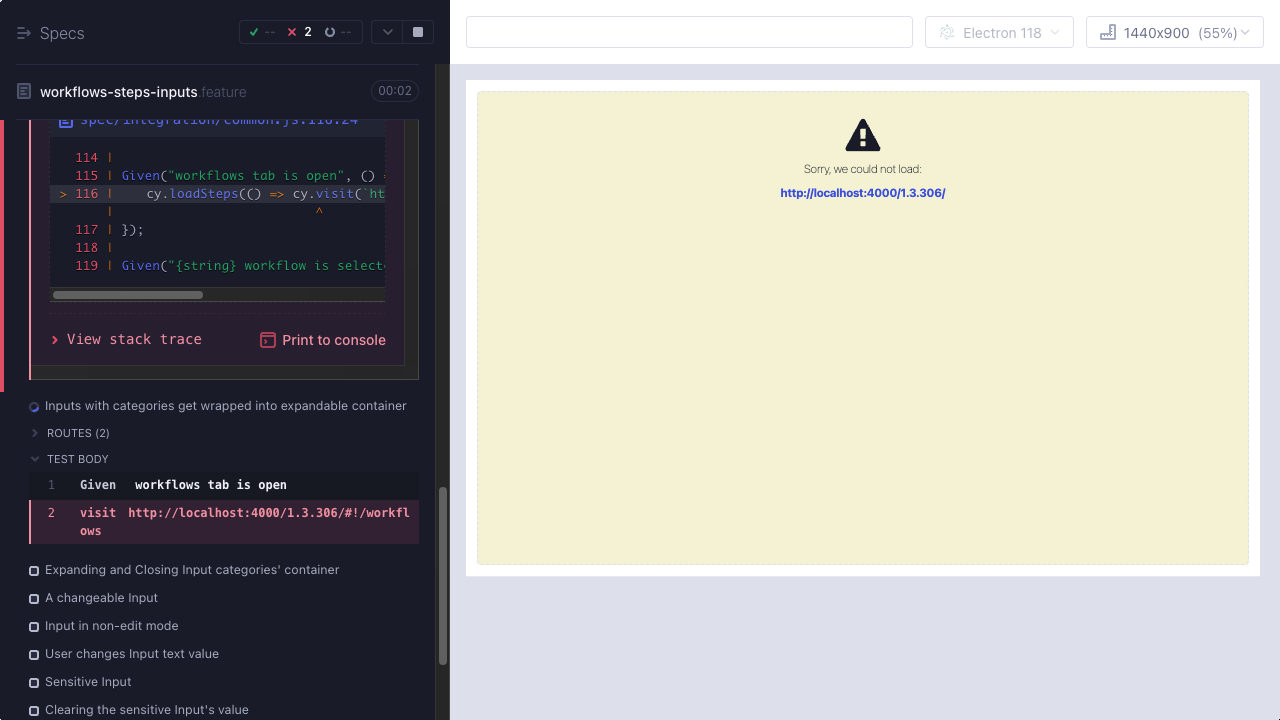 Specs
-- 2 --
workflows-steps-inputs.feature
00:02
spec/integration/common.js:116:24
114 |
115 | Given("workflows tab is open", ()
> 116 |    cy.loadSteps(() => cy.visit(`ht
|                          ^
117 | });
118 |
119 | Given("{string} workflow is select
View stack trace
Print to console
Inputs with categories get wrapped into expandable container
ROUTES (2)
TEST BODY
1 Given workflows tab is open
2 visit http://localhost:4000/1.3.306/#!/workfl
ows
Expanding and Closing Input categories' container
A changeable Input
Input in non-edit mode
User changes Input text value
Sensitive Input
Clearing the sensitive Input's value
Electron 118
1440x900 (55%)
Sorry, we could not load:
http://localhost:4000/1.3.306/